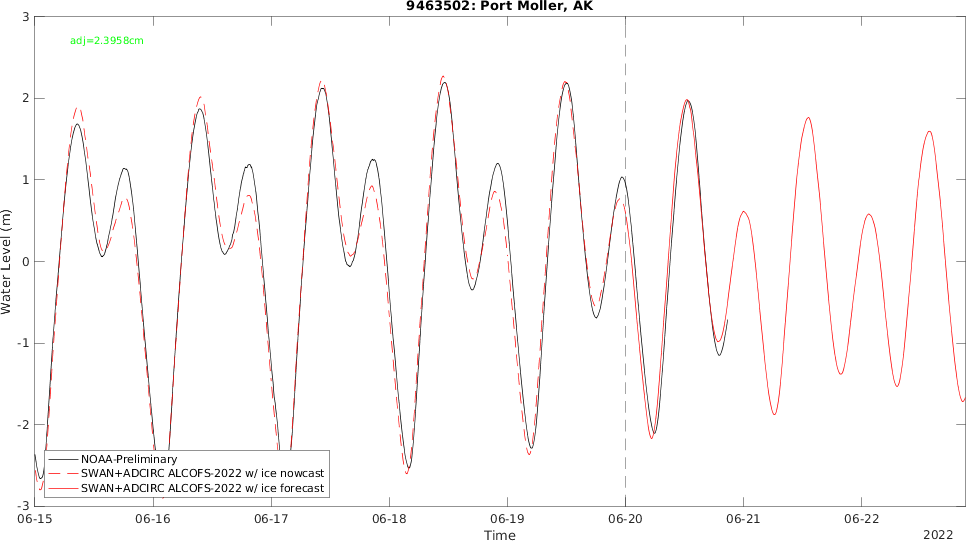 9463502: Port Moller, AK
adj=2.3958cm
3
2
1
0
-1
-2
-3
Water Level (m)
NOAA-Preliminary
SWAN+ADCIRC ALCOFS-2022 w/ ice nowcast
SWAN+ADCIRC ALCOFS-2022 w/ ice forecast
06-15 06-16 06-17 06-18 06-19 06-20 06-21 06-22
Time
2022